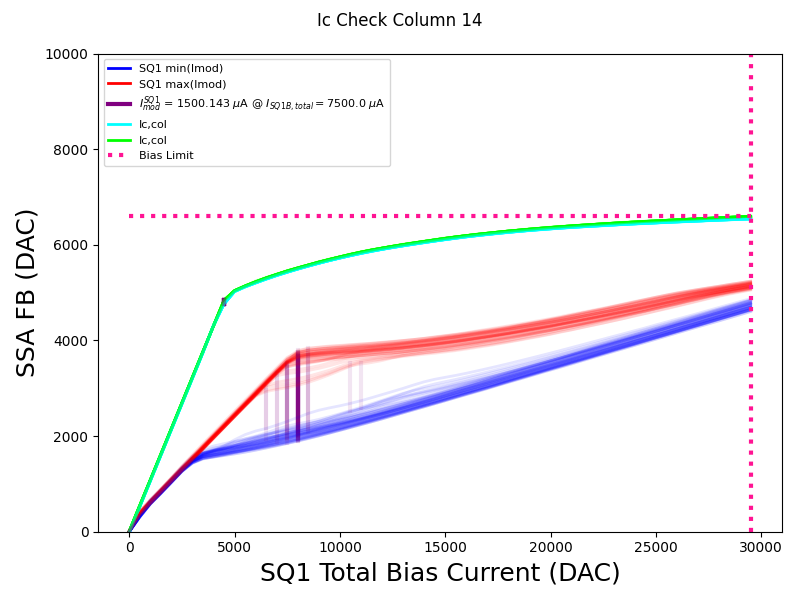 Ic Check Column 14
10000
8000
6000
4000
2000
0
SSA FB (DAC)
SQ1 min(Imod)
SQ1 max(Imod)
I_{mod}^{SQ1} = 1500.143 μA @ I_{SQ1B,total} = 7500.0 μA
Ic,col
Ic,col
Bias Limit
0 5000 10000 15000 20000 25000 30000
SQ1 Total Bias Current (DAC)